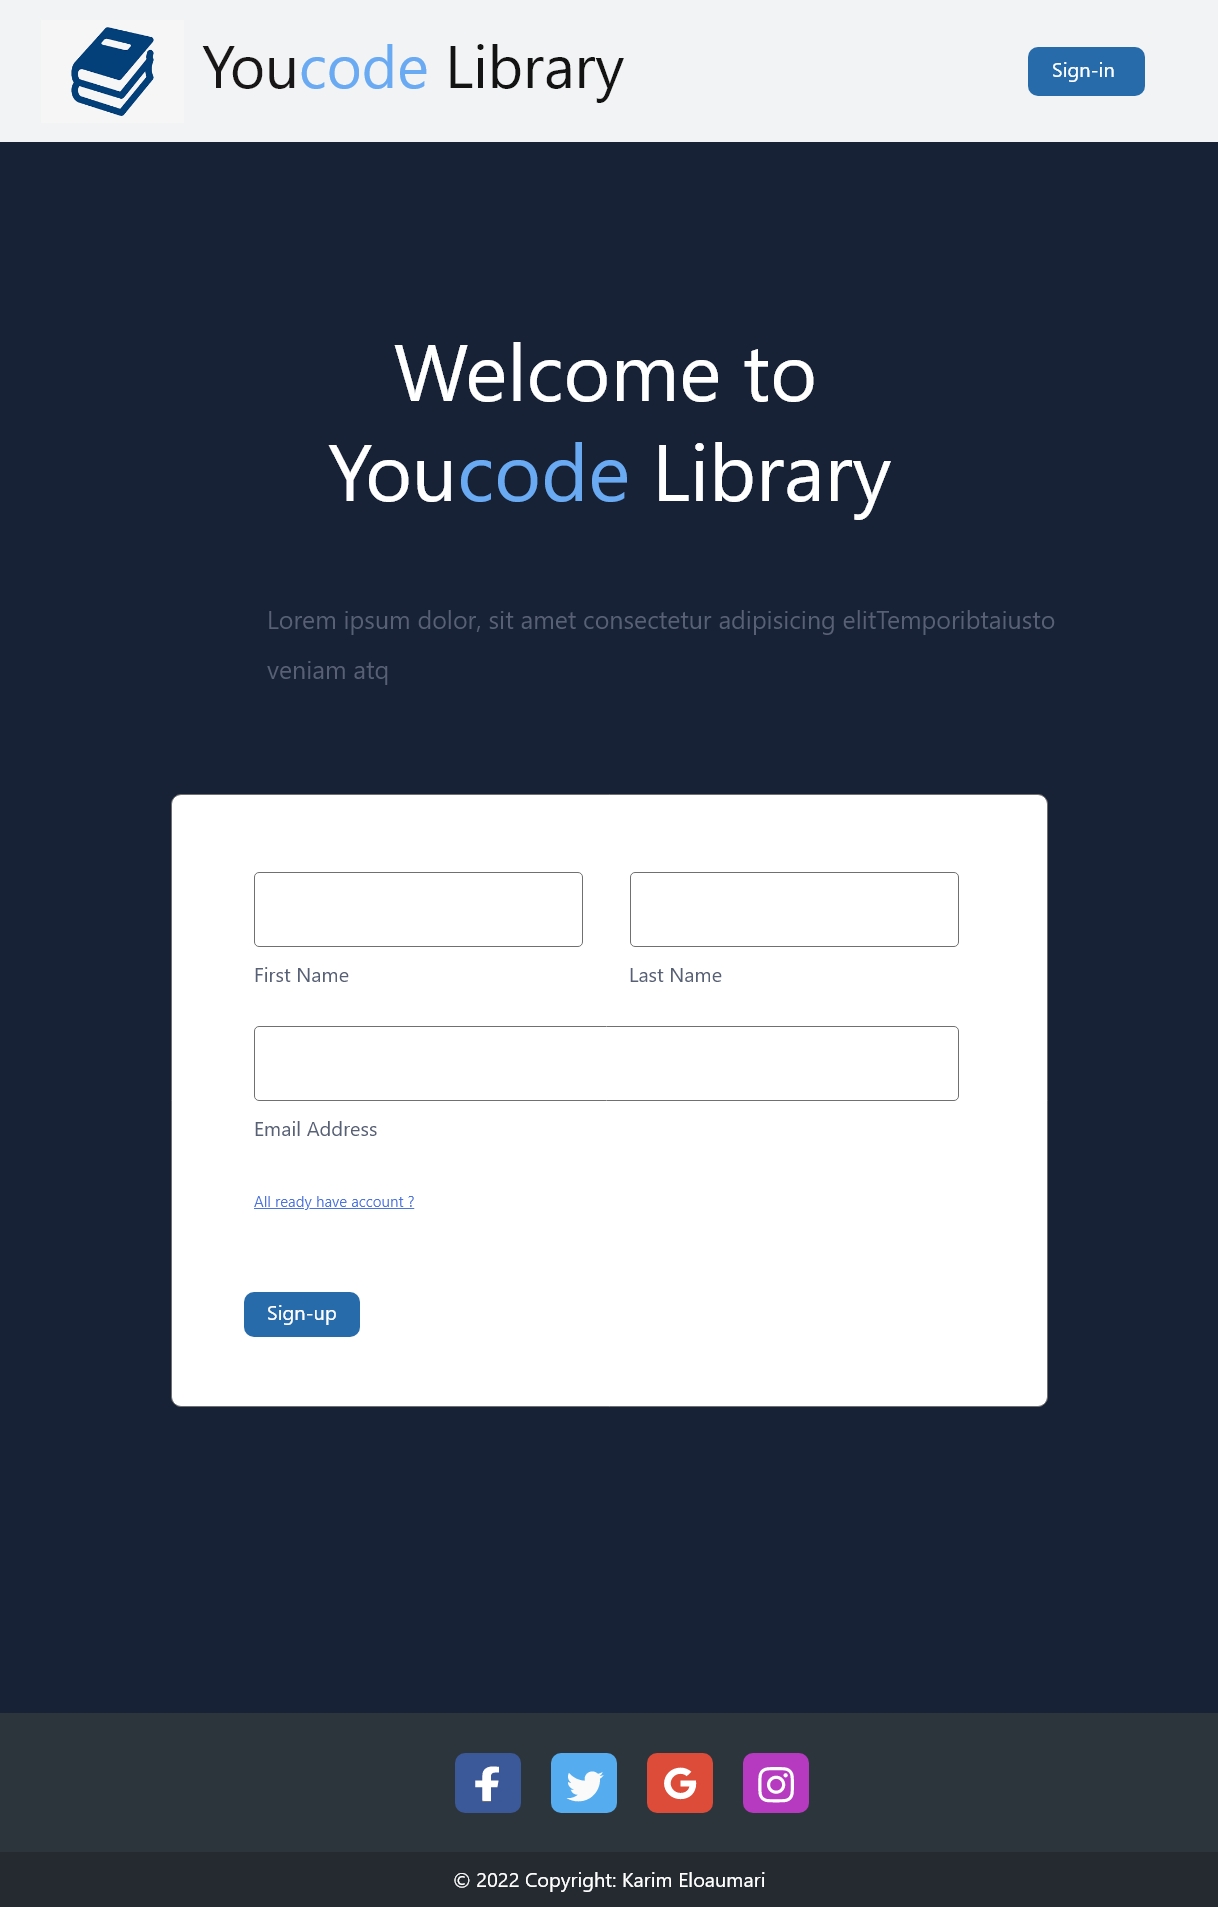 Youcode Library
Sign-in
Welcome to
Youcode Library
Lorem ipsum dolor, sit amet consectetur adipisicing elitTemporibtaiusto
veniam atq
First Name
Last Name
Email Address
All ready have account ?
Sign-up
© 2022 Copyright: Karim Eloaumari